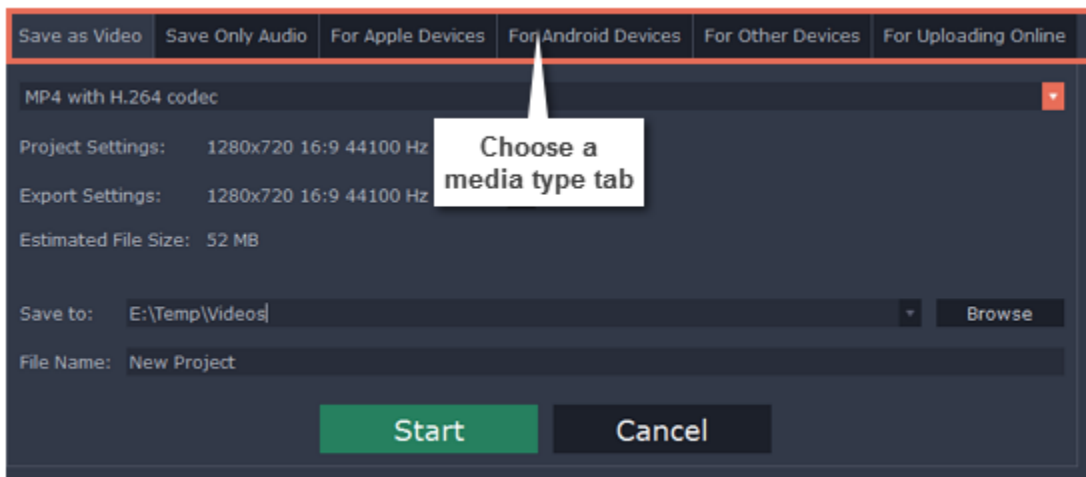 Save as Video Save Only Audio For Apple Devices For Android Devices For Other Devices For Uploading Online
MP4 with H.264 codec
Project Settings: 1280x720 16:9 44100 Hz
Choose a
media type tab
Export Settings: 1280x720 16:9 44100 Hz
Estimated File Size: 52 MB
Save to: E:\Temp\Videos Browse
File Name: New Project
Start Cancel